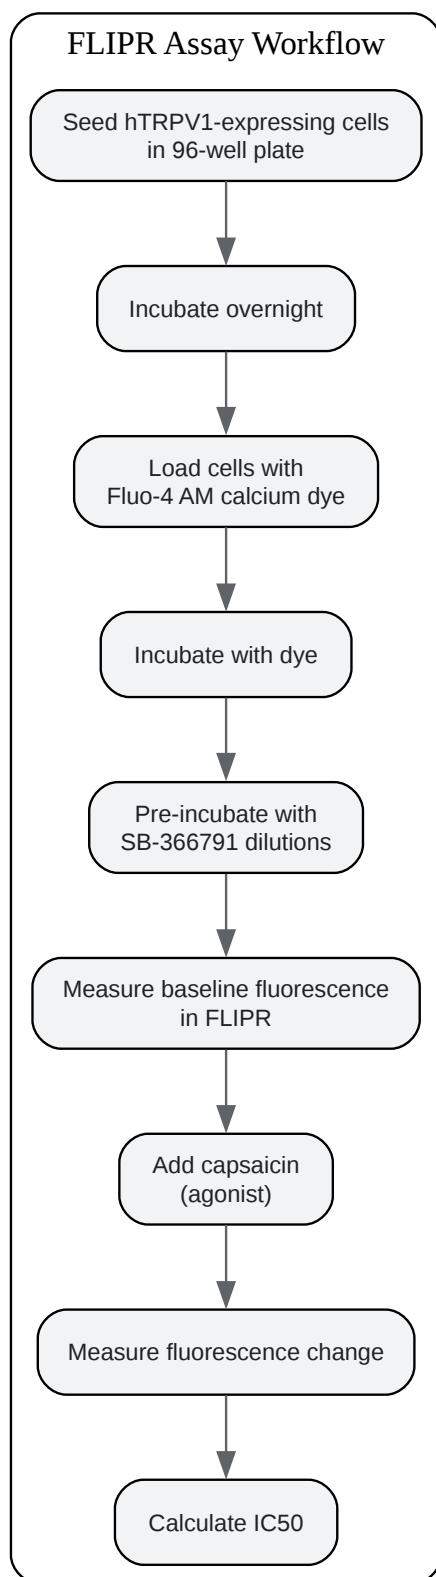 FLIPR Assay Workflow
Seed hTRPV1-expressing cells
in 96-well plate
Incubate overnight
Load cells with
Fluo-4 AM calcium dye
Incubate with dye
Pre-incubate with
SB-366791 dilutions
Measure baseline fluorescence
in FLIPR
Add capsaicin
(agonist)
Measure fluorescence change
Calculate IC50